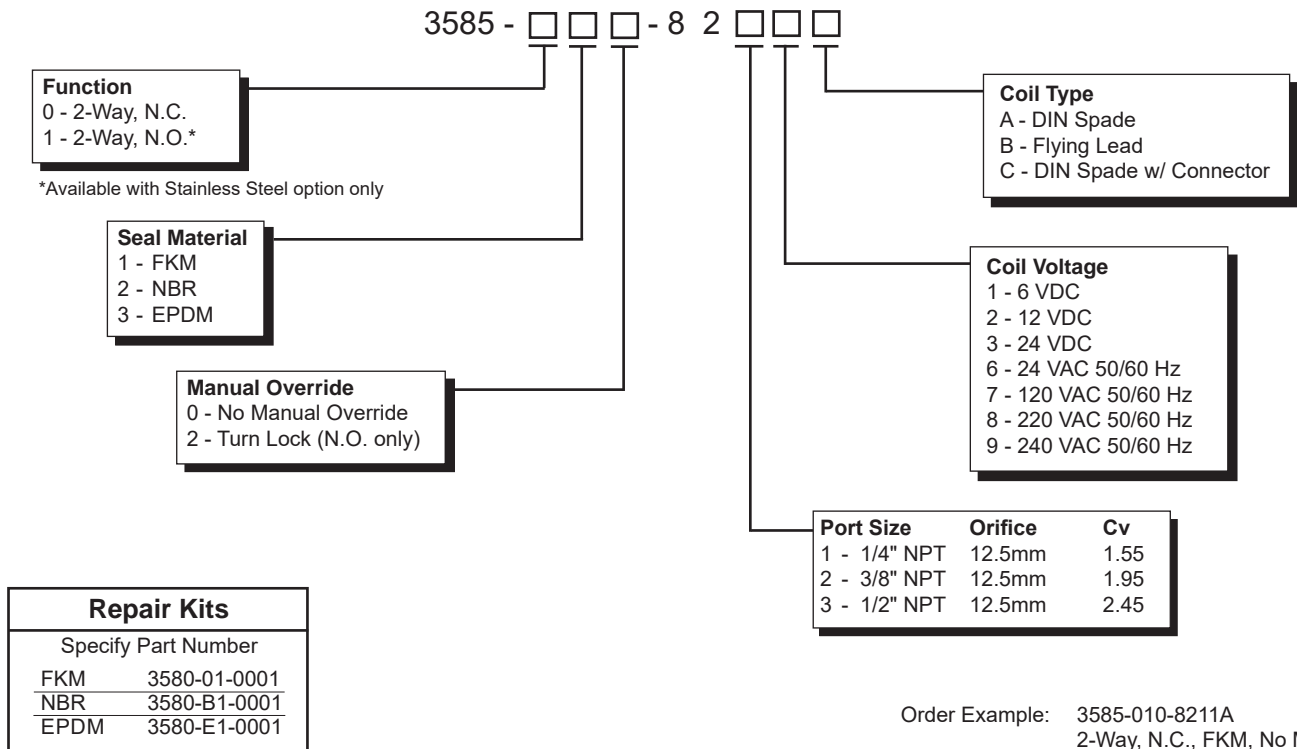 3585 - □ □ □ - 8 2 □ □ □
Function
0 - 2-Way, N.C.
1 - 2-Way, N.O.*
*Available with Stainless Steel option only
Seal Material
1 - FKM
2 - NBR
3 - EPDM
Manual Override
0 - No Manual Override
2 - Turn Lock (N.O. only)
Coil Type
A - DIN Spade
B - Flying Lead
C - DIN Spade w/ Connector
Coil Voltage
1 - 6 VDC
2 - 12 VDC
3 - 24 VDC
6 - 24 VAC 50/60 Hz
7 - 120 VAC 50/60 Hz
8 - 220 VAC 50/60 Hz
9 - 240 VAC 50/60 Hz
Port Size Orifice Cv
1 - 1/4" NPT 12.5mm 1.55
2 - 3/8" NPT 12.5mm 1.95
3 - 1/2" NPT 12.5mm 2.45
Repair Kits
Specify Part Number
FKM 3580-01-0001
NBR 3580-B1-0001
EPDM 3580-E1-0001
Order Example: 3585-010-8211A
2-Way, N.C., FKM, No